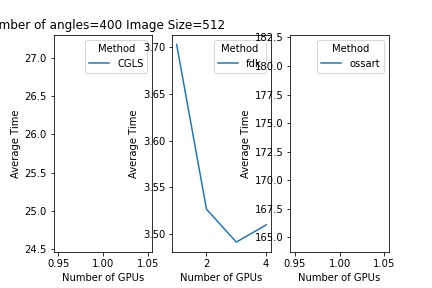 mber of angles=400 Image Size=512
Method
CGLS
27.0
26.5
26.0
25.5
25.0
24.5
Average Time
0.95 1.00 1.05
Number of GPUs
Method
fdk
3.70
3.65
3.60
3.55
3.50
Average Time
2 4
Number of GPUs
Method
ossart
182.5
180.0
177.5
175.0
172.5
170.0
167.5
165.0
Average Time
0.95 1.00 1.05
Number of GPUs